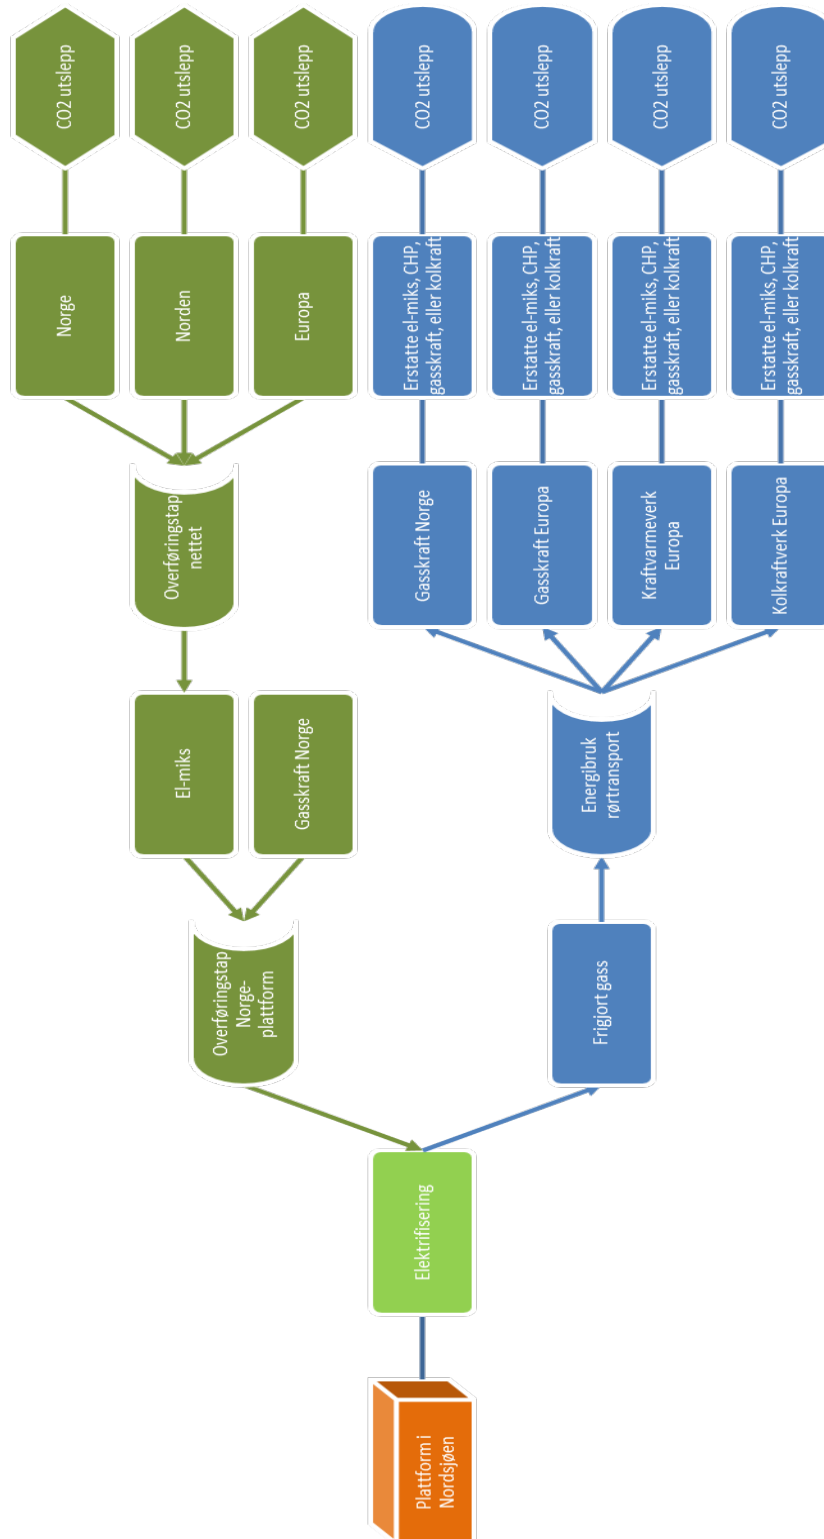 Plattform i
Nordsjøen
Elektrifisering
Overføringstap
Norge-
plattform
El-miks
Gasskraft Norge
Overføringstap
nettet
Norge
Norden
Europa
CO2 utslepp
CO2 utslepp
CO2 utslepp
Frigjort gass
Energibruk
rørtransport
Gasskraft Norge
Gasskraft Europa
Kraftvarmeverk
Europa
Kolkraftverk Europa
Erstatte el-miks, CHP,
gasskraft, eller kolkraft
Erstatte el-miks, CHP,
gasskraft, eller kolkraft
Erstatte el-miks, CHP,
gasskraft, eller kolkraft
Erstatte el-miks, CHP,
gasskraft, eller kolkraft
CO2 utslepp
CO2 utslepp
CO2 utslepp
CO2 utslepp